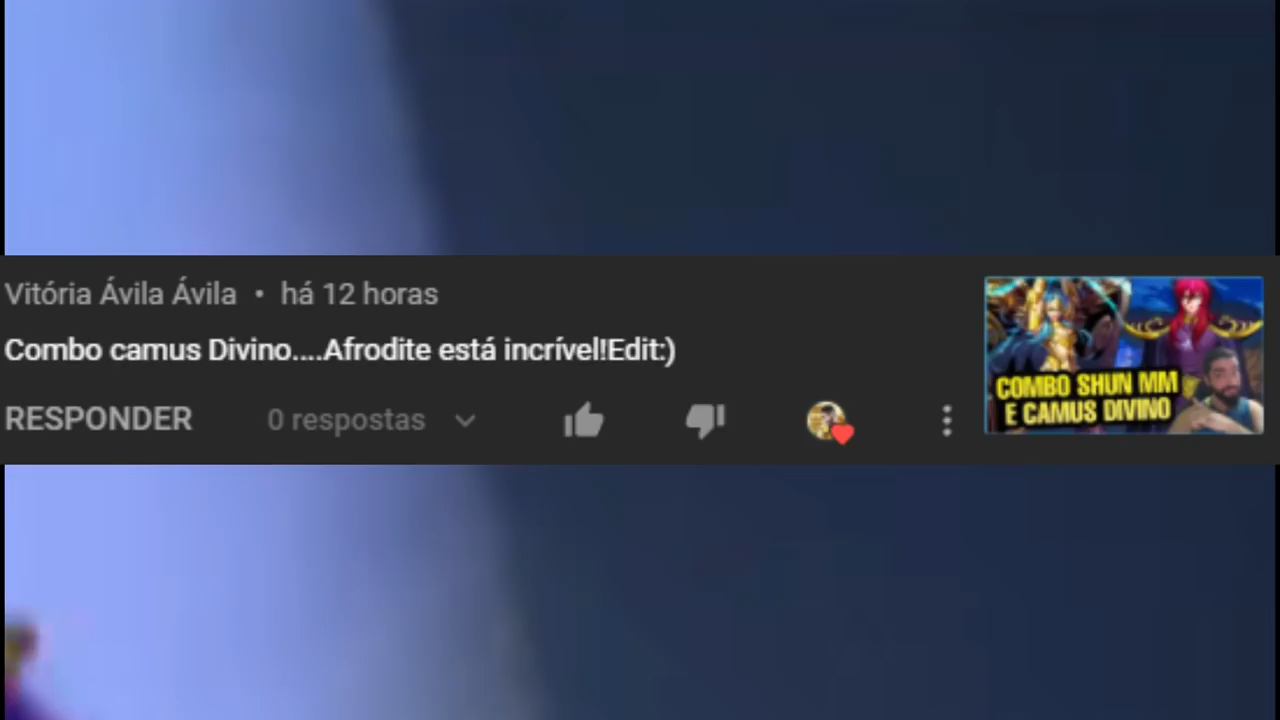 Vitória Ávila Ávila • há 12 horas
Combo camus Divino....Afrodite está incrível!Edit:)
RESPONDER 0 respostas
COMBO SHUN MM
E CAMUS DIVINO